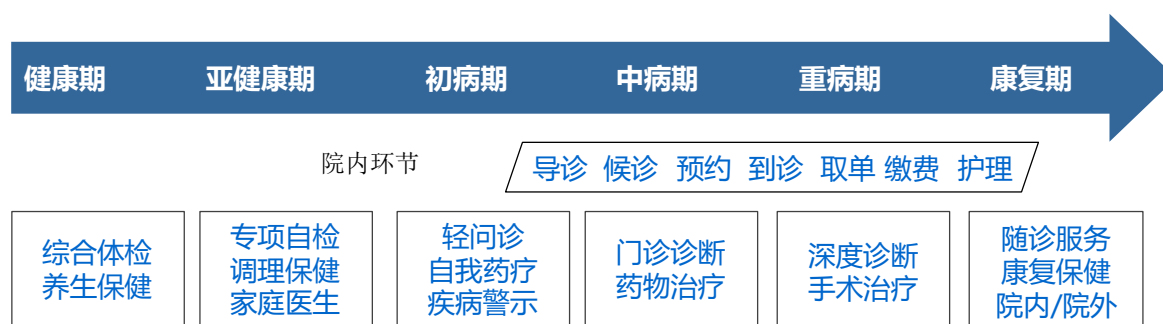 健康期 亚健康期 初病期 中病期 重病期 康复期
院内环节 导诊 候诊 预约 到诊 取单 缴费 护理
综合体检
养生保健
专项自检
调理保健
家庭医生
轻问诊
自我药疗
疾病警示
门诊诊断
药物治疗
深度诊断
手术治疗
随诊服务
康复保健
院内/院外